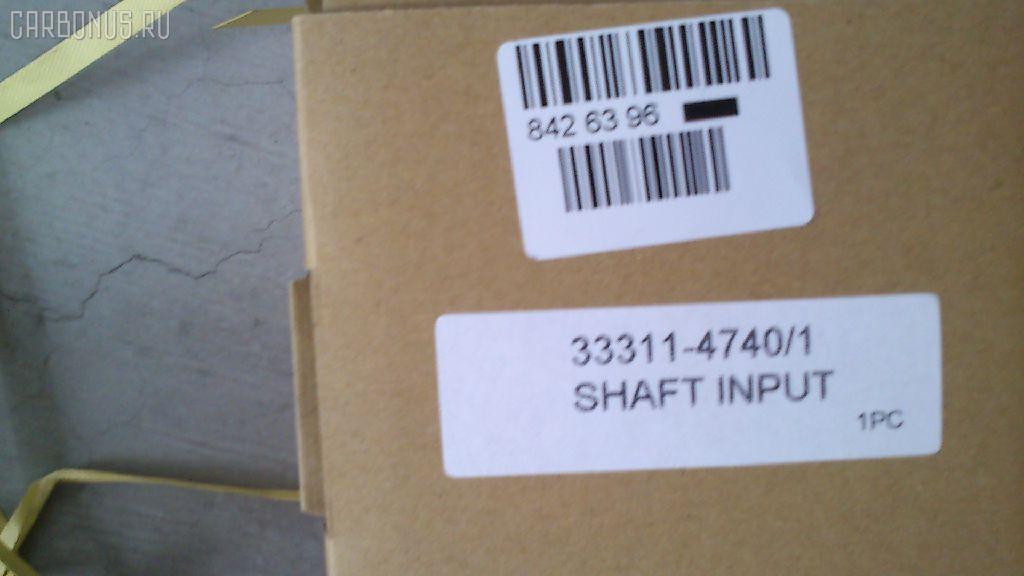 CARBONUS.RU
842 63 96
33311-4740/1
SHAFT INPUT
1PC